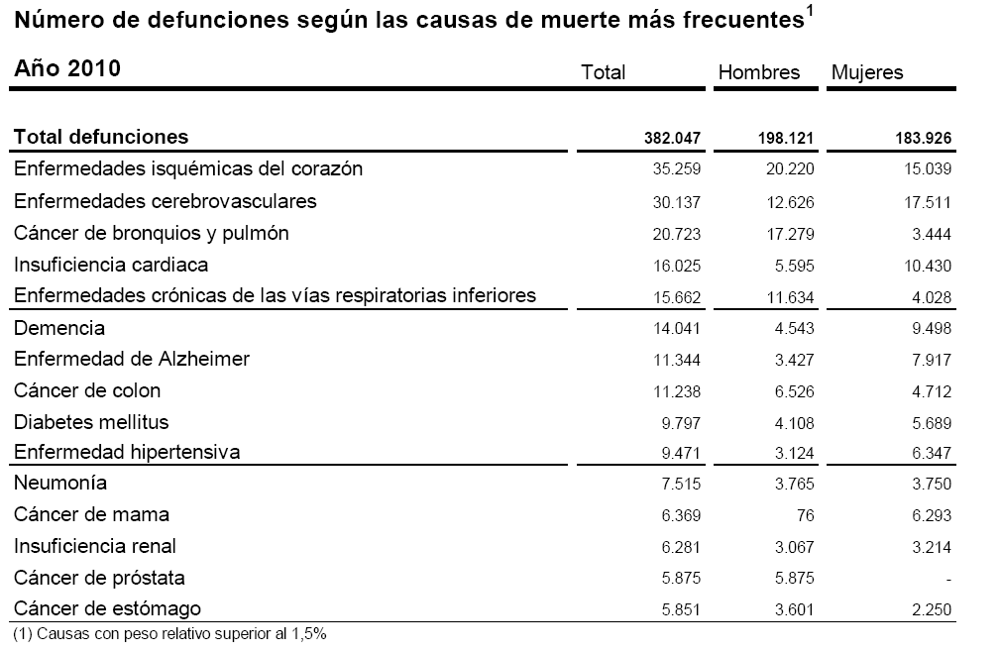 Número de defunciones según las causas de muerte más frecuentes1
Año 2010 Total Hombres Mujeres
Total defunciones 382.047 198.121 183.926
Enfermedades isquémicas del corazón 35.259 20.220 15.039
Enfermedades cerebrovasculares 30.137 12.626 17.511
Cáncer de bronquios y pulmón 20.723 17.279 3.444
Insuficiencia cardiaca 16.025 5.595 10.430
Enfermedades crónicas de las vías respiratorias inferiores 15.662 11.634 4.028
Demencia 14.041 4.543 9.498
Enfermedad de Alzheimer 11.344 3.427 7.917
Cáncer de colon 11.238 6.526 4.712
Diabetes mellitus 9.797 4.108 5.689
Enfermedad hipertensiva 9.471 3.124 6.347
Neumonía 7.515 3.765 3.750
Cáncer de mama 6.369 76 6.293
Insuficiencia renal 6.281 3.067 3.214
Cáncer de próstata 5.875 5.875 -
Cáncer de estómago 5.851 3.601 2.250
(1) Causas con peso relativo superior al 1,5%